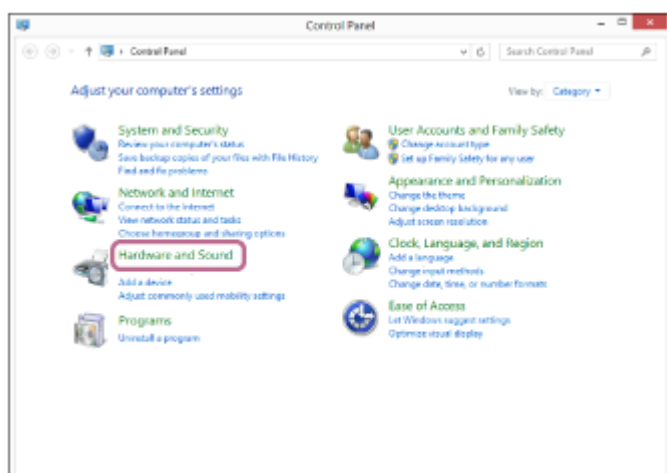 Control Panel
Control Panel
Search Control Panel
Adjust your computer's settings
View by: Category
System and Security
Review your computer's status
Save backup copies of your files with File History
Find and fix problems
Network and Internet
Connect to the Internet
View network status and tasks
Choose homegroup and sharing options
Hardware and Sound
Add a device
Adjust commonly used mobility settings
Programs
Uninstall a program
User Accounts and Family Safety
Change account type
Set up Family Safety for any user
Appearance and Personalization
Change the theme
Change desktop background
Adjust screen resolution
Clock, Language, and Region
Add a language
Change input methods
Change date, time, or number formats
Ease of Access
Let Windows suggest settings
Optimize visual display